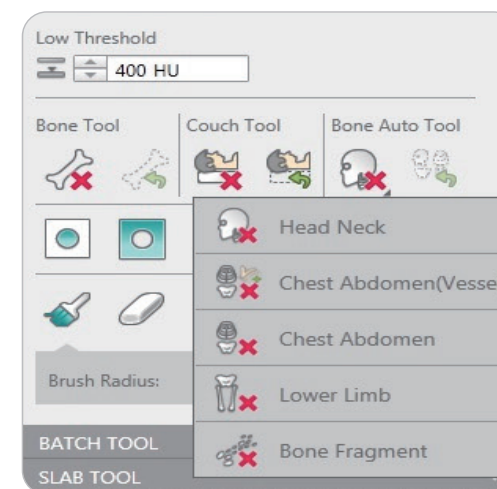 Low Threshold
400 HU
Bone Tool Couch Tool Bone Auto Tool
Head Neck
Chest Abdomen(Vesse
Chest Abdomen
Brush Radius:
Lower Limb
BATCH TOOL
Bone Fragment
SLAB TOOL